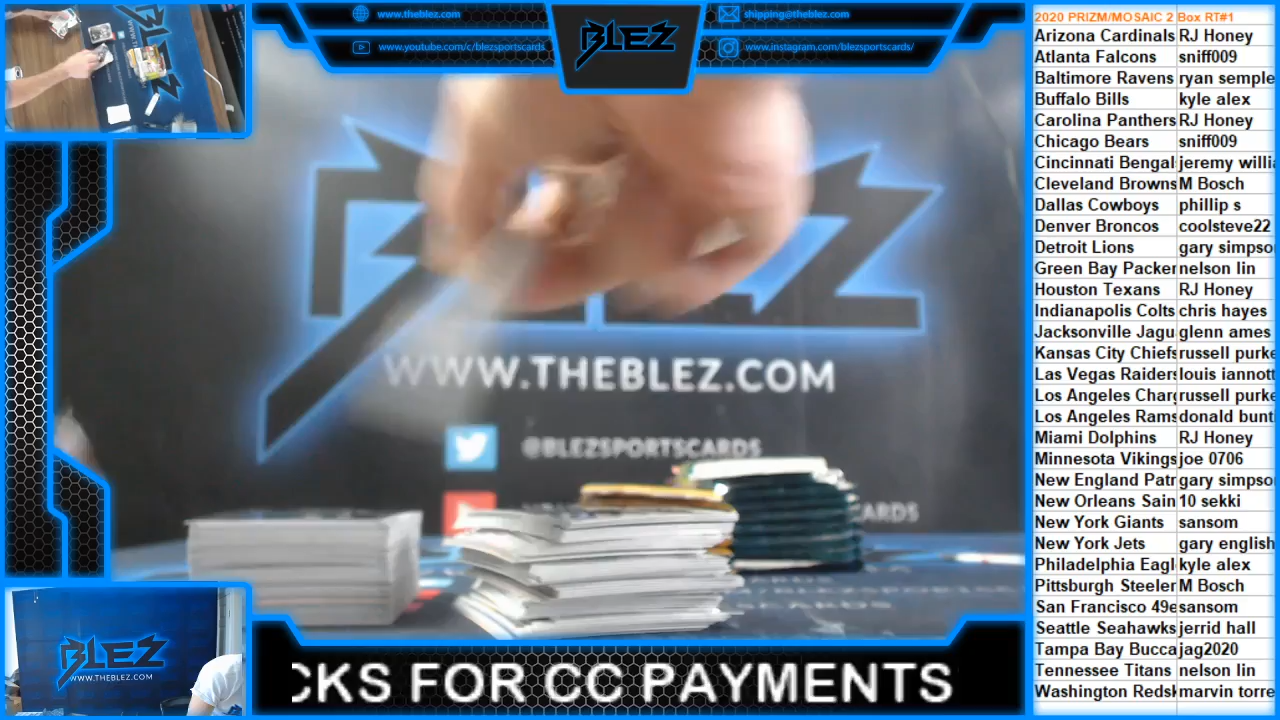 www.theblez.com
www.youtube.com/c/blezsportscards
BLEZ
shipping@theblez.com
www.instagram.com/blezsportscards/
BLEZ
WWW.THEBLEZ.COM
@BLEZSPORTSCARDS
CARDS
BLEZ
WWW.THEBLEZ.COM
CKS FOR CC PAYMENTS
2020 PRIZM/MOSAIC 2 Box RT#1
Arizona Cardinals RJ Honey
Atlanta Falcons sniff009
Baltimore Ravens ryan semple
Buffalo Bills kyle alex
Carolina Panthers RJ Honey
Chicago Bears sniff009
Cincinnati Bengal jeremy willia
Cleveland Browns M Bosch
Dallas Cowboys phillip s
Denver Broncos coolsteve22
Detroit Lions gary simpso
Green Bay Packer nelson lin
Houston Texans RJ Honey
Indianapolis Colts chris hayes
Jacksonville Jagu glenn ames
Kansas City Chiefs russell purke
Las Vegas Raiders louis iannott
Los Angeles Charg russell purke
Los Angeles Rams donald bunt
Miami Dolphins RJ Honey
Minnesota Vikings joe 0706
New England Patr gary simpso
New Orleans Sain 10 sekki
New York Giants sansom
New York Jets gary english
Philadelphia Eagl kyle alex
Pittsburgh Steeler M Bosch
San Francisco 49e sansom
Seattle Seahawks jerrid hall
Tampa Bay Bucca jag2020
Tennessee Titans nelson lin
Washington Redsk marvin torre